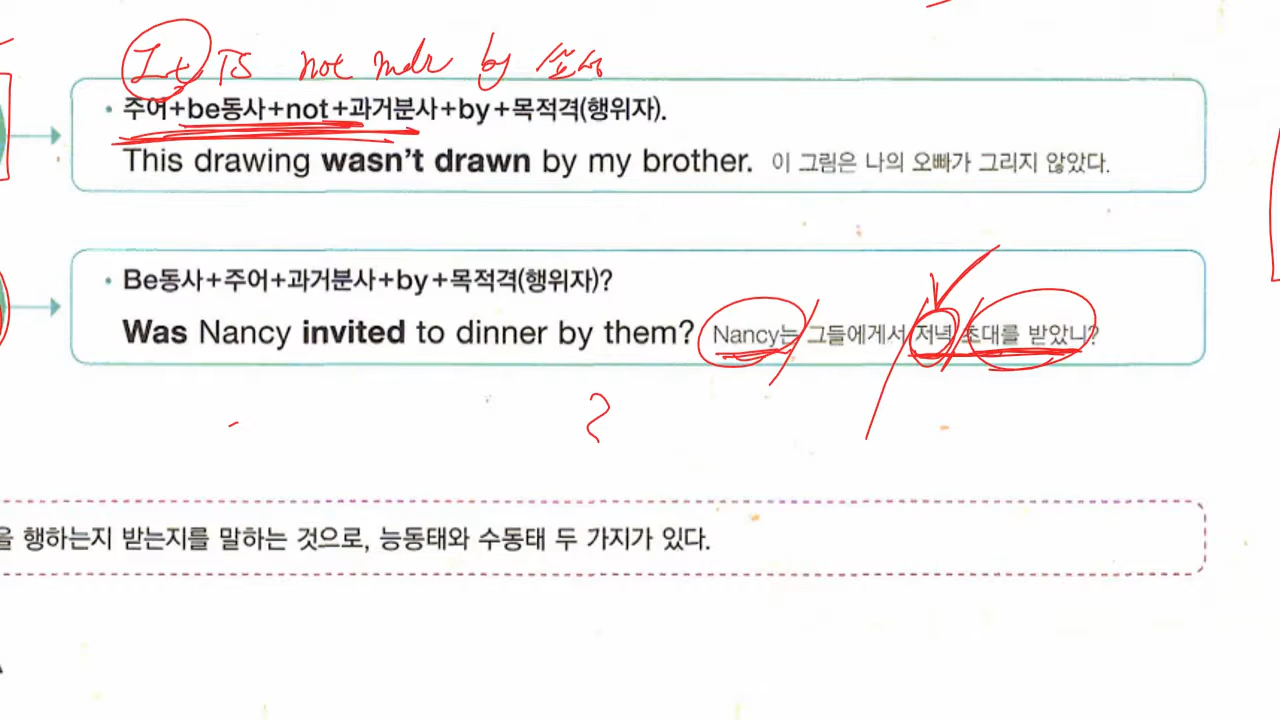 It is not made by 삼성
• 주어+be동사+not+과거분사+by+목적격(행위자).
This drawing wasn't drawn by my brother. 이 그림은 나의 오빠가 그리지 않았다.
• Be동사+주어+과거분사+by+목적격(행위자)?
Was Nancy invited to dinner by them? Nancy는 그들에게서 저녁 초대를 받았니?
?
을 행하는지 받는지를 말하는 것으로, 능동태와 수동태 두 가지가 있다.